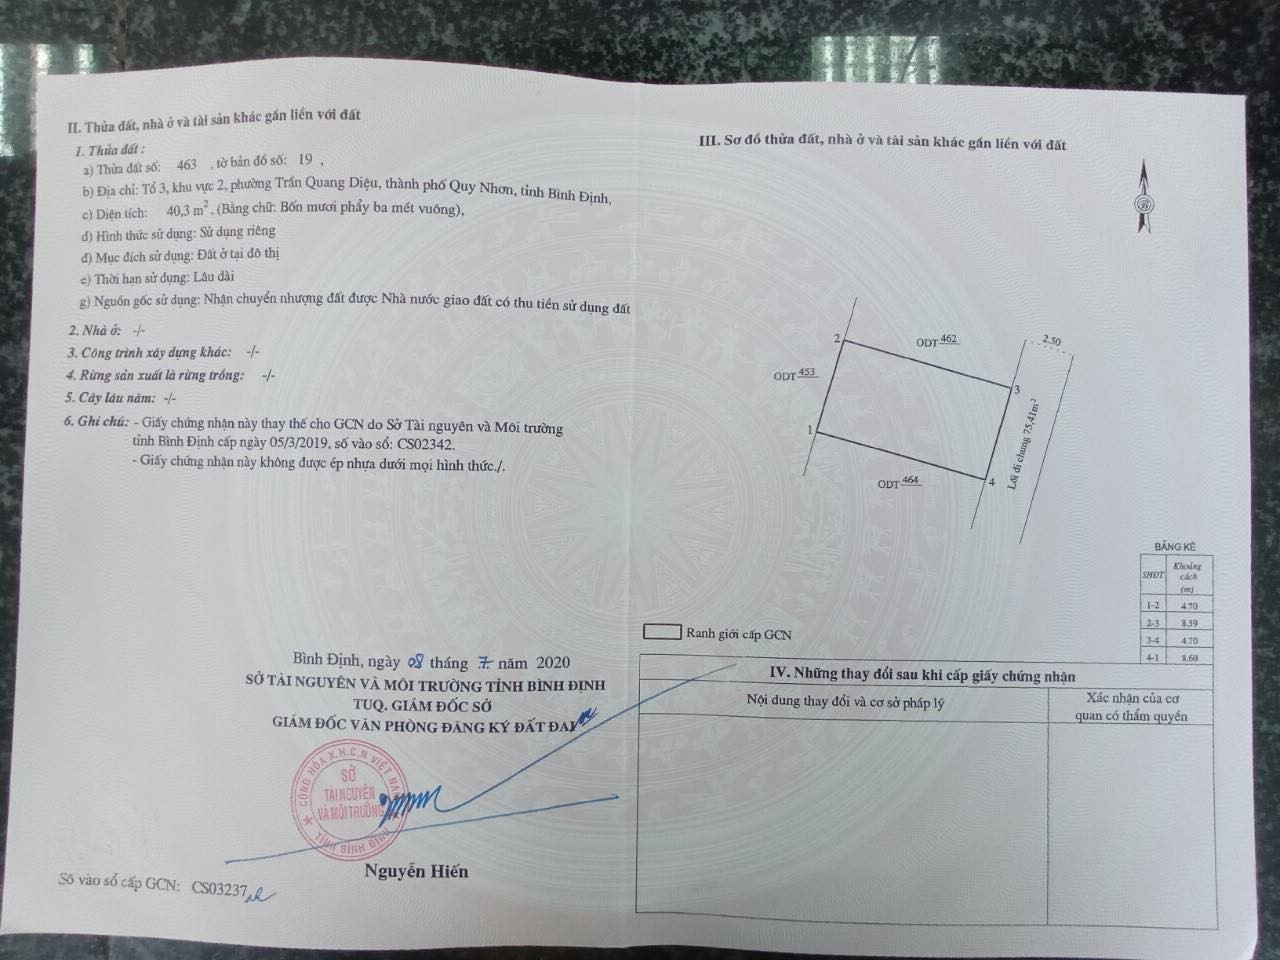 II. Thửa đất, nhà ở và tài sản khác gắn liền với đất
1. Thửa đất :
a) Thửa đất số: 463 , tờ bản đồ số: 19 ,
b) Địa chỉ: Tổ 3, khu vực 2, phường Trần Quang Diệu, thành phố Quy Nhơn, tỉnh Bình Định,
c) Diện tích: 40,3 m², (Bằng chữ: Bốn mươi phẩy ba mét vuông),
d) Hình thức sử dụng: Sử dụng riêng
đ) Mục đích sử dụng: Đất ở tại đô thị
e) Thời hạn sử dụng: Lâu dài
g) Nguồn gốc sử dụng: Nhận chuyển nhượng đất được Nhà nước giao đất có thu tiền sử dụng đất
2. Nhà ở: -/-
3. Công trình xây dựng khác: -/-
4. Rừng sản xuất là rừng trồng: -/-
5. Cây lâu năm: -/-
6. Ghi chú: - Giấy chứng nhận này thay thế cho GCN do Sở Tài nguyên và Môi trường
tỉnh Bình Định cấp ngày 05/3/2019, số vào sổ: CS02342.
- Giấy chứng nhận này không được ép nhựa dưới mọi hình thức./.
Bình Định, ngày 08 tháng 7 năm 2020
SỞ TÀI NGUYÊN VÀ MÔI TRƯỜNG TỈNH BÌNH ĐỊNH
TUQ. GIÁM ĐỐC SỞ
GIÁM ĐỐC VĂN PHÒNG ĐĂNG KÝ ĐẤT ĐAI
CỘNG HÒA X.H.C.N VIỆT NAM
SỞ
TÀI NGUYÊN
VÀ MÔI TRƯỜNG
TỈNH BÌNH ĐỊNH
Nguyễn Hiến
Số vào sổ cấp GCN: CS03237
III. Sơ đồ thửa đất, nhà ở và tài sản khác gắn liền với đất
B
2
ODT 462
2.50
ODT 453
3
1
Lối đi chung 75,41m²
ODT 464
4
BẢNG KÊ
SHĐT Khoảng cách (m)
1-2 4.70
2-3 8.59
3-4 4.70
4-1 8.60
Ranh giới cấp GCN
IV. Những thay đổi sau khi cấp giấy chứng nhận
Nội dung thay đổi và cơ sở pháp lý
Xác nhận của cơ
quan có thẩm quyền